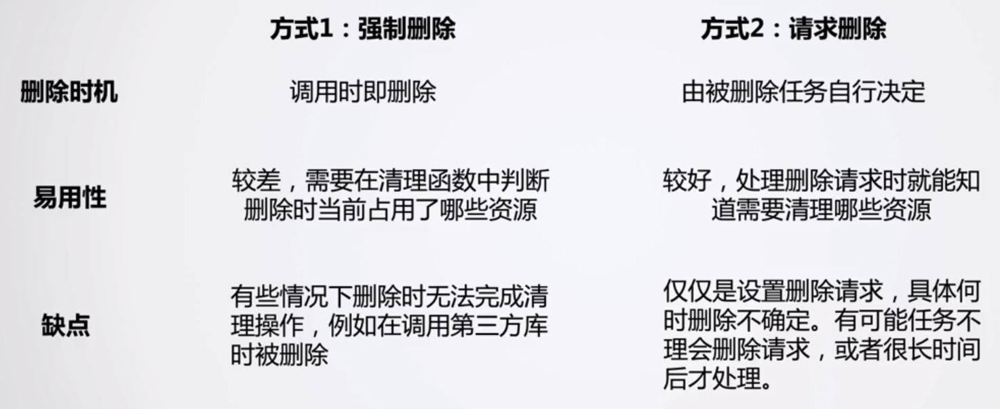 方式1：强制删除
方式2：请求删除
删除时机
调用时即删除
由被删除任务自行决定
易用性
较差，需要在清理函数中判断
删除时当前占用了哪些资源
较好，处理删除请求时就能知
道需要清理哪些资源
缺点
有些情况下删除时无法完成清
理操作，例如在调用第三方库
时被删除
仅仅是设置删除请求，具体何
时删除不确定。有可能任务不
理会删除请求，或者很长时间
后才处理。